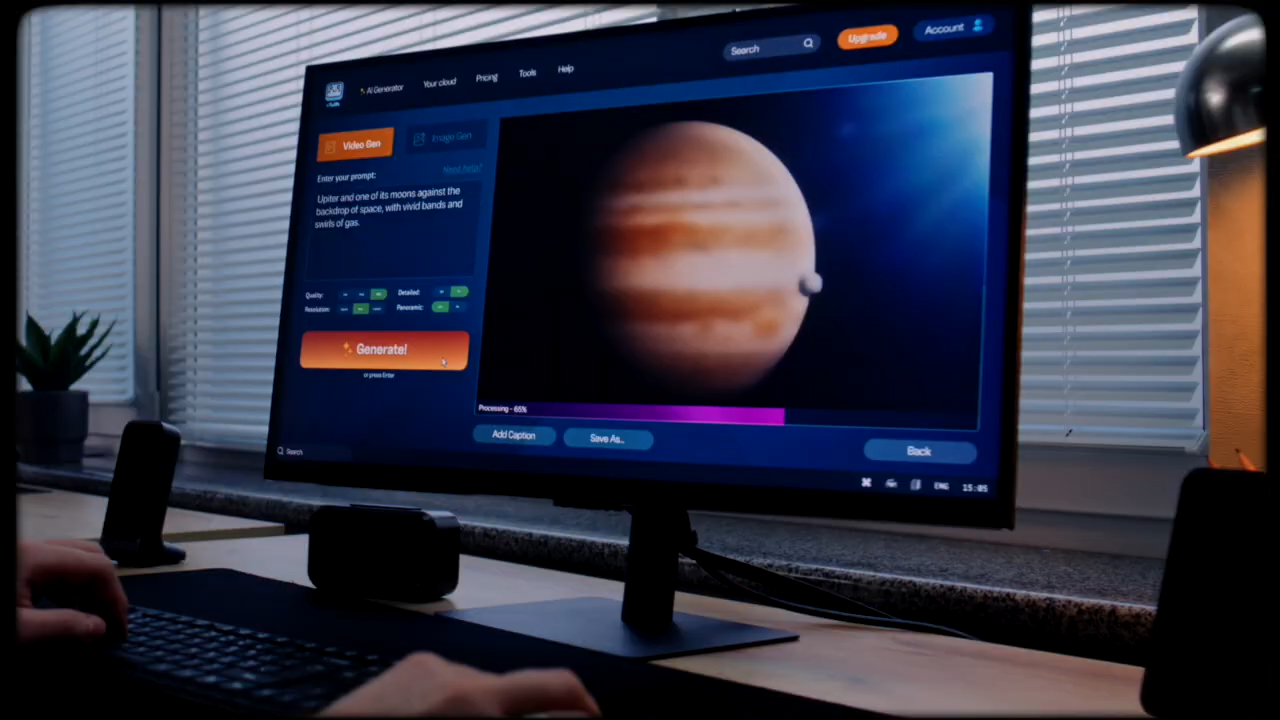 AI Generator
Your cloud
Pricing
Tools
Help
Search
Upgrade
Account
Video Gen
Image Gen
Enter your prompt:
Need help?
Upiter and one of its moons against the
backdrop of space, with vivid bands and
swirls of gas.
Quality:
Detailed:
Resolution:
Panoramic:
Generate!
or press Enter
Processing - 65%
Add Caption
Save As..
Back
Search
ENG
15:05